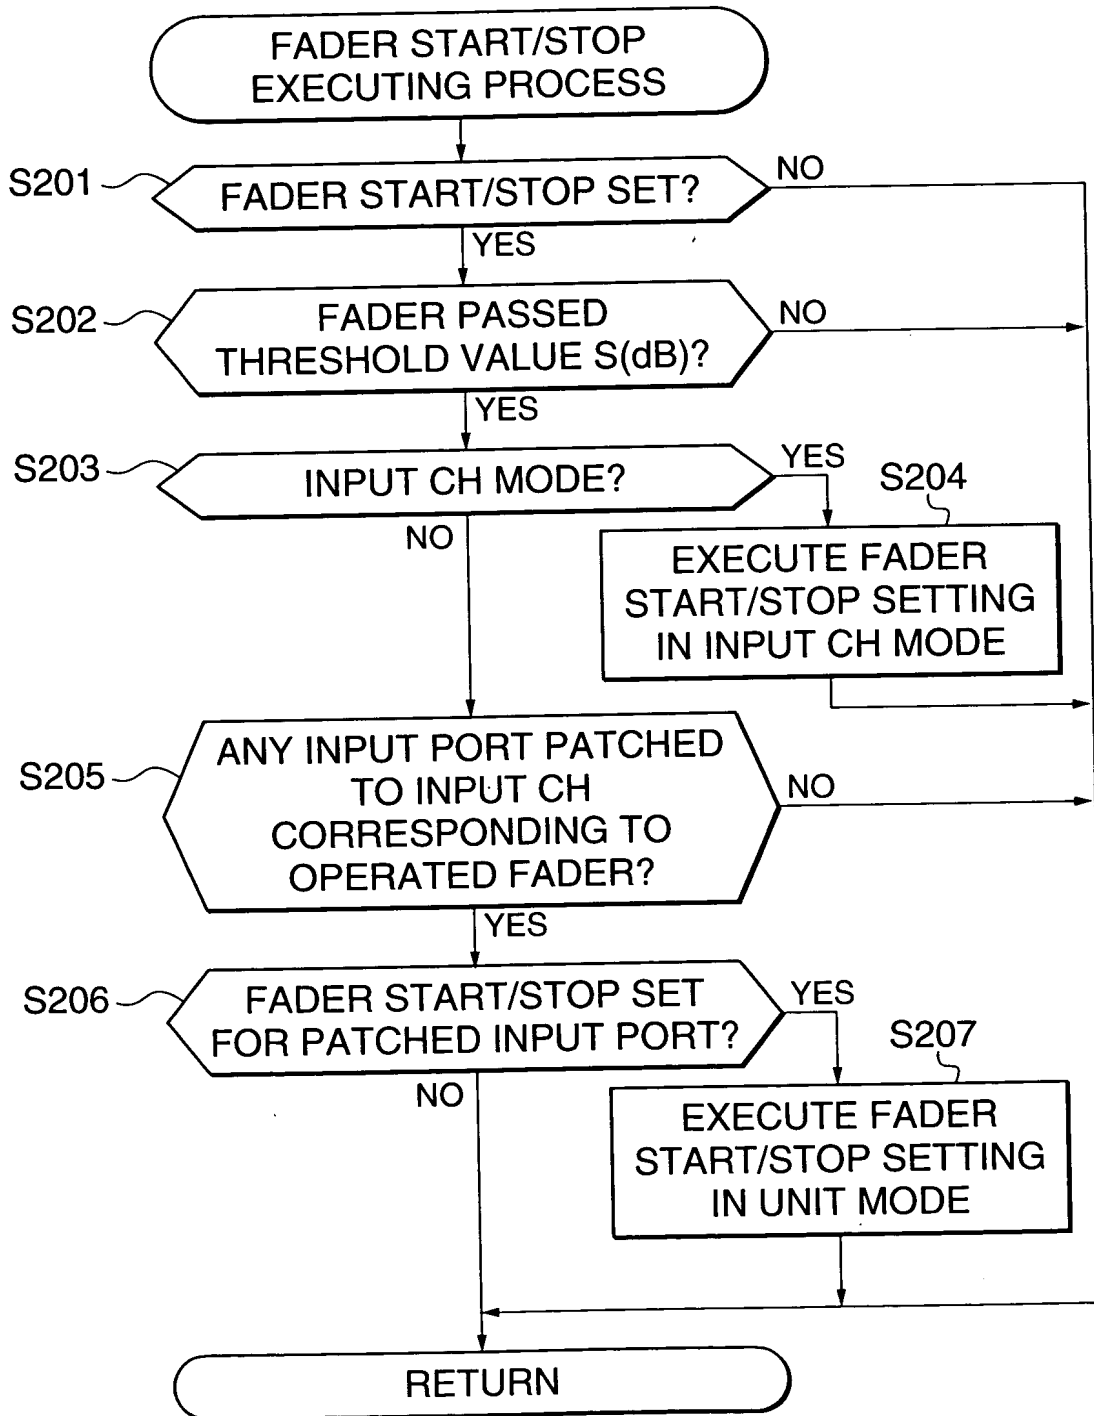 FADER START/STOP
EXECUTING PROCESS
S201
FADER START/STOP SET?
NO
YES
S202
FADER PASSED
THRESHOLD VALUE S(dB)?
NO
YES
S203
INPUT CH MODE?
YES
NO
S204
EXECUTE FADER
START/STOP SETTING
IN INPUT CH MODE
S205
ANY INPUT PORT PATCHED
TO INPUT CH
CORRESPONDING TO
OPERATED FADER?
NO
YES
S206
FADER START/STOP SET
FOR PATCHED INPUT PORT?
YES
NO
S207
EXECUTE FADER
START/STOP SETTING
IN UNIT MODE
RETURN